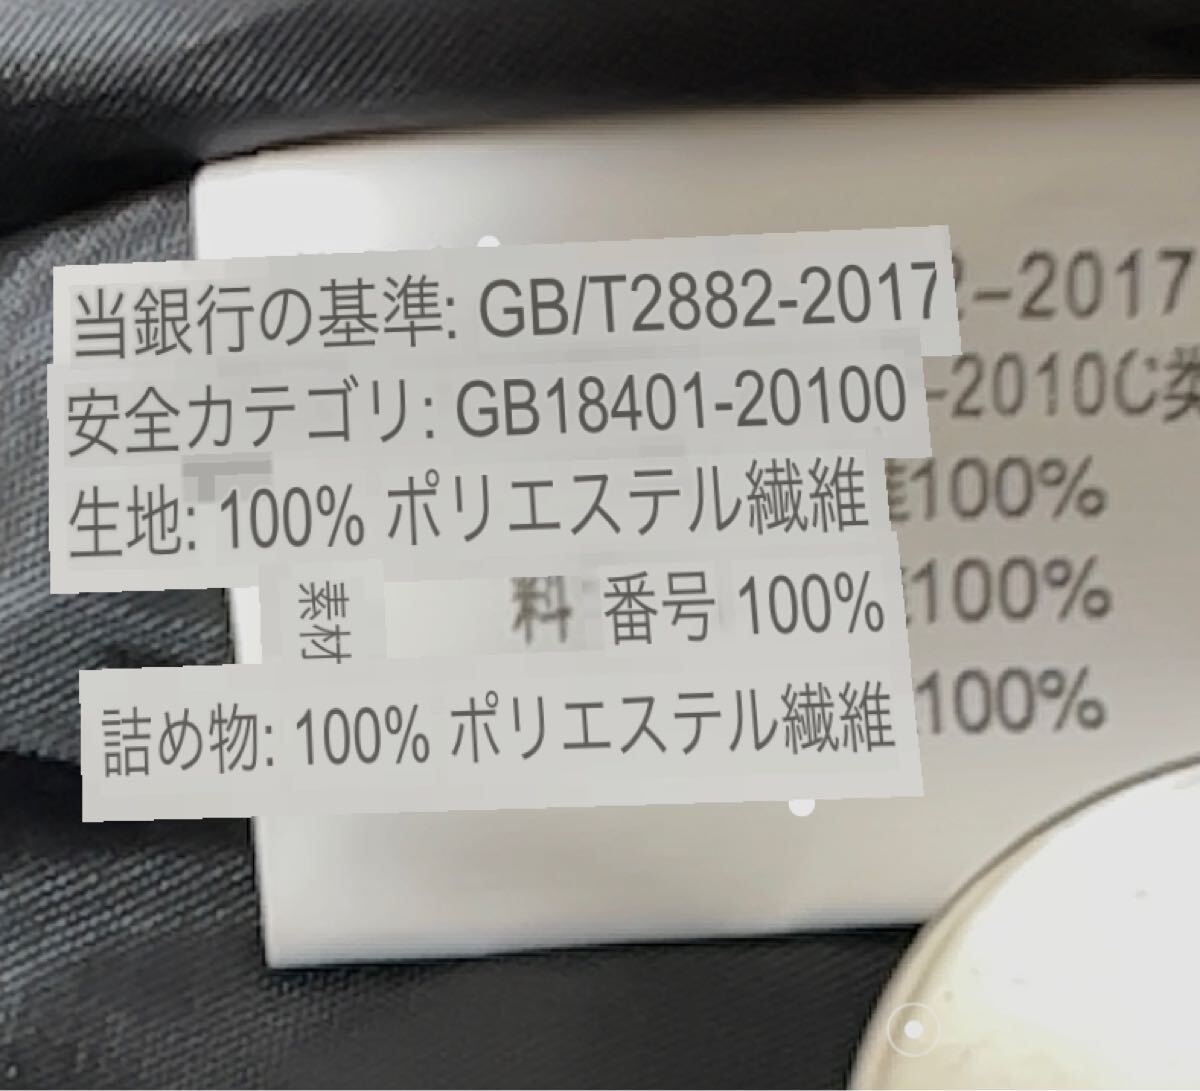 当銀行の基準: GB/T2882-2017 –2017
安全カテゴリ: GB18401-20100 -2010C类
生地: 100% ポリエステル繊維 100%
素材 料 番号 100% 100%
詰め物: 100% ポリエステル繊維 100%